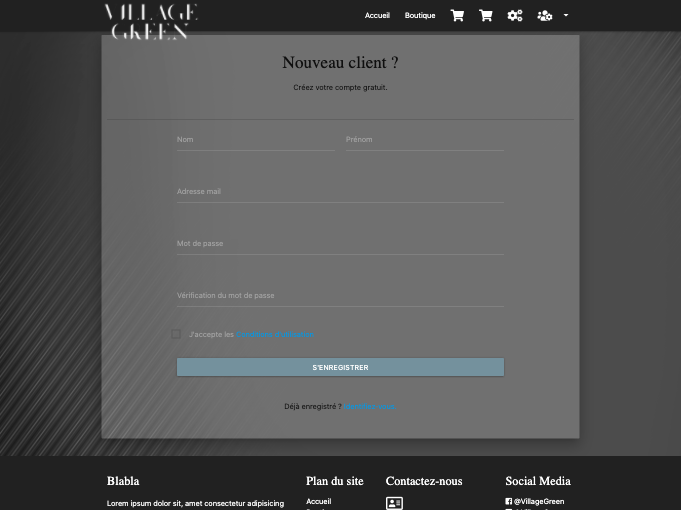 VILLAGE
GREEN
Accueil
Boutique
Nouveau client ?
Créez votre compte gratuit.
Nom
Prénom
Adresse mail
Mot de passe
Vérification du mot de passe
J'accepte les
S'ENREGISTRER
Déjà enregistré ?
Blabla
Plan du site
Contactez-nous
Social Media
Lorem ipsum dolor sit, amet consectetur adipisicing
Accueil
@VillageGreen